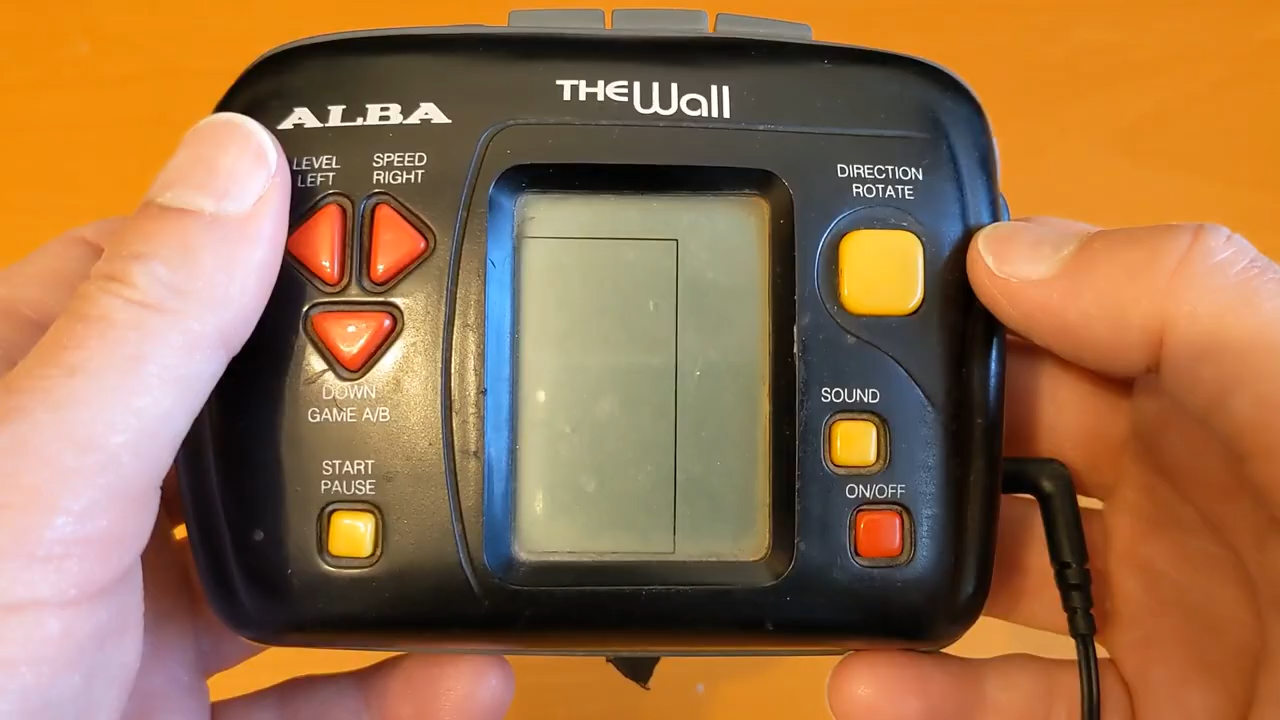 THE Wall
ALBA
LEVEL
LEFT
SPEED
RIGHT
DIRECTION
ROTATE
DOWN
GAME A/B
SOUND
START
PAUSE
ON/OFF